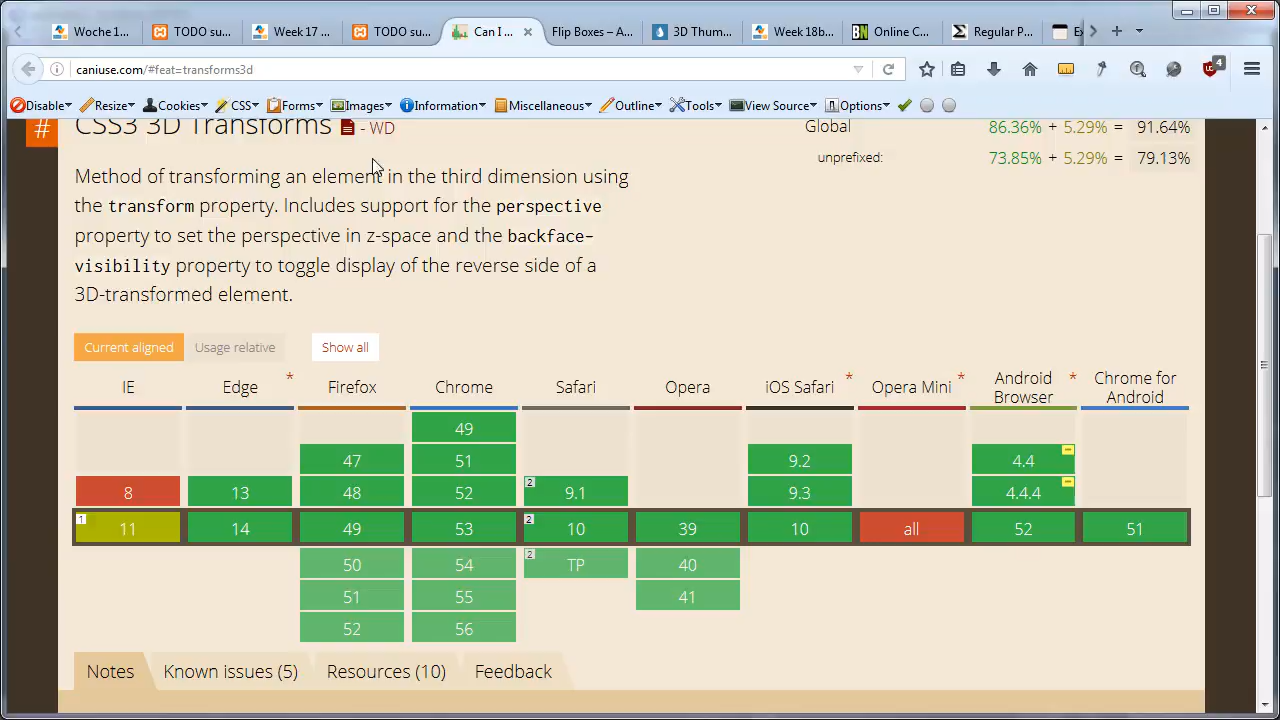 Woche 1...
TODO su...
Week 17 ...
TODO su...
Can I ...
Flip Boxes – A...
3D Thum...
Week 18b...
Online C...
Regular P...
caniuse.com/#feat=transforms3d
4
Disable
Resize
Cookies
CSS
Forms
Images
Information
Miscellaneous
Outline
Tools
View Source
Options
#
CSS3 3D Transforms - WD
Global 86.36% + 5.29% = 91.64%
unprefixed: 73.85% + 5.29% = 79.13%
Method of transforming an element in the third dimension using
the transform property. Includes support for the perspective
property to set the perspective in z-space and the backface-
visibility property to toggle display of the reverse side of a
3D-transformed element.
Current aligned
Usage relative
Show all
IE Edge * Firefox Chrome Safari Opera iOS Safari * Opera Mini * Android Browser * Chrome for Android
49
47 51 9.2 4.4
8 13 48 52 2 9.1 9.3 4.4.4
1 11 14 49 53 2 10 39 10 all 52 51
50 54 2 TP 40
51 55 41
52 56
Notes
Known issues (5)
Resources (10)
Feedback